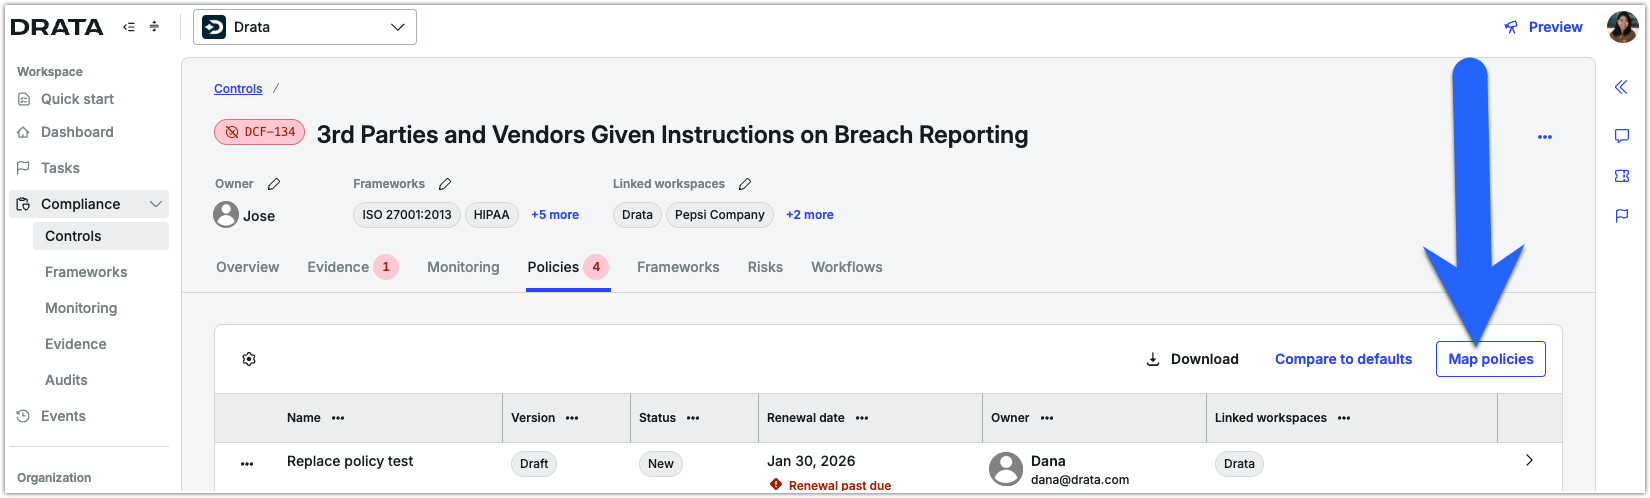 DRATA
Drata
Preview
Workspace
Quick start
Dashboard
Tasks
Compliance
Controls
Frameworks
Monitoring
Evidence
Audits
Events
Organization
Controls /
DCF-134 3rd Parties and Vendors Given Instructions on Breach Reporting
Owner Frameworks Linked workspaces
Jose ISO 27001:2013 HIPAA +5 more Drata Pepsi Company +2 more
Overview Evidence 1 Monitoring Policies 4 Frameworks Risks Workflows
Download Compare to defaults Map policies
Name ••• Version ••• Status ••• Renewal date ••• Owner ••• Linked workspaces •••
Replace policy test Draft New Jan 30, 2026 Dana Drata
Renewal past due dana@drata.com